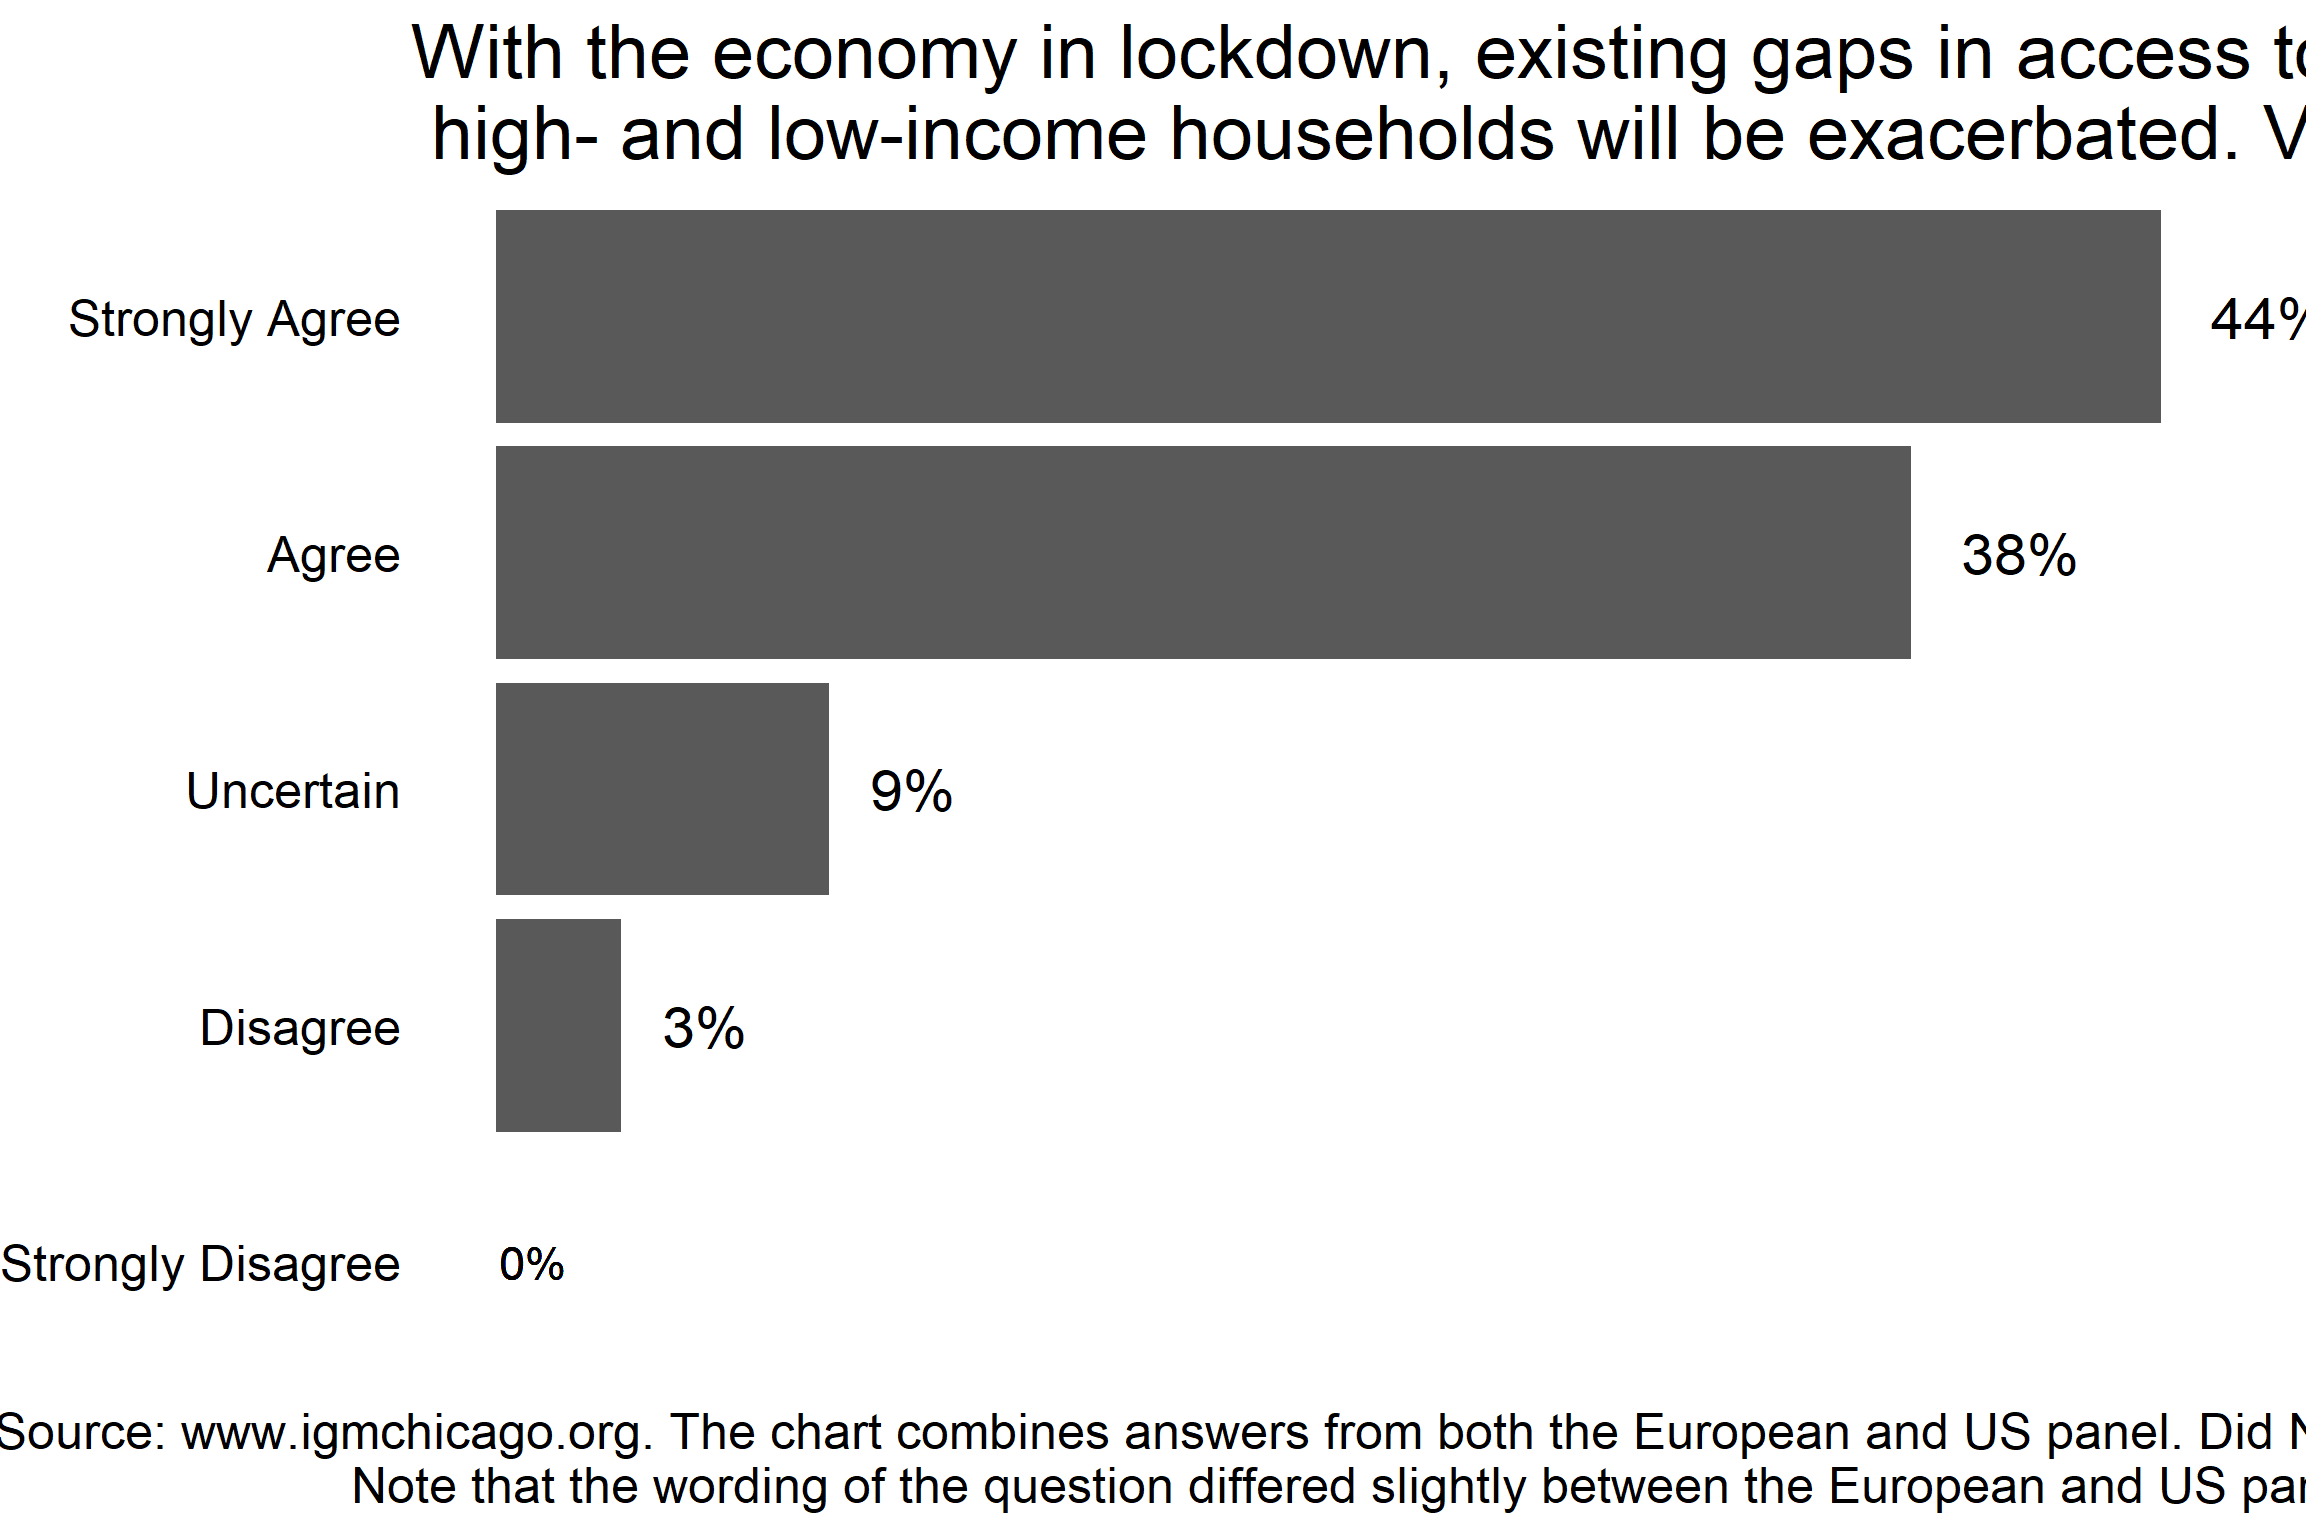 With the economy in lockdown, existing gaps in access to
high- and low-income households will be exacerbated. V
Strongly Agree 44%
Agree 38%
Uncertain 9%
Disagree 3%
Strongly Disagree 0%
Source: www.igmchicago.org. The chart combines answers from both the European and US panel. Did N
Note that the wording of the question differed slightly between the European and US